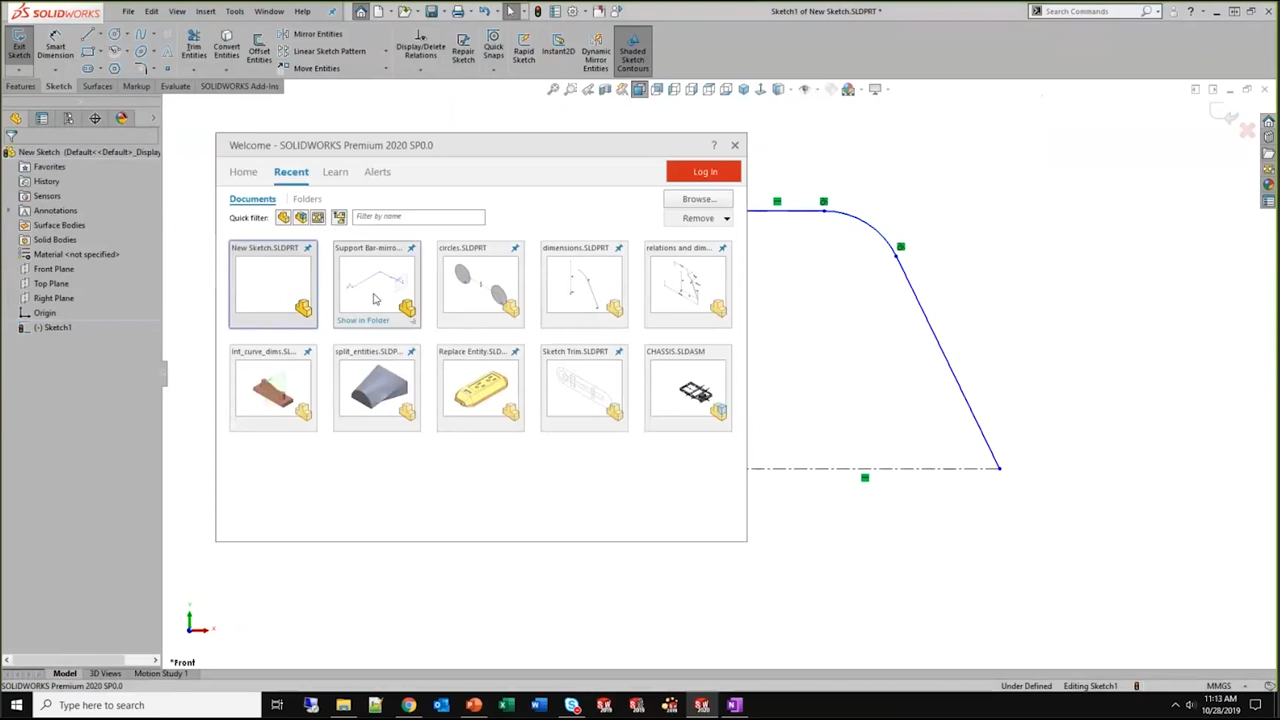 SOLIDWORKS File Edit View Insert Tools Window Help Sketch1 of New Sketch.SLDPRT * Search Commands
Exit Sketch
Smart Dimension
Trim Entities
Convert Entities
Offset Entities
Mirror Entities
Linear Sketch Pattern
Move Entities
Display/Delete Relations
Repair Sketch
Quick Snaps
Rapid Sketch
Instant2D
Dynamic Mirror Entities
Shaded Sketch Contours
Features Sketch Surfaces Markup Evaluate SOLIDWORKS Add-Ins
New Sketch (Default<<Default>_Display
Favorites
History
Sensors
Annotations
Surface Bodies
Solid Bodies
Material <not specified>
Front Plane
Top Plane
Right Plane
Origin
(-) Sketch1
Welcome - SOLIDWORKS Premium 2020 SP0.0 ?
Home Recent Learn Alerts Log In
Documents Folders Browse...
Quick filter: Filter by name Remove
New Sketch.SLDPRT Support Bar-mirro... circles.SLDPRT dimensions.SLDPRT relations and dim...
Show in Folder
Int_curve_dims.SL... split_entities.SLDP... Replace Entity.SL... Sketch Trim.SLDPRT CHASSIS.SLDASM
Y
X
*Front
Model 3D Views Motion Study 1
SOLIDWORKS Premium 2020 SP0.0 Under Defined Editing Sketch1 MMGS
Type here to search
11:13 AM
10/28/2019